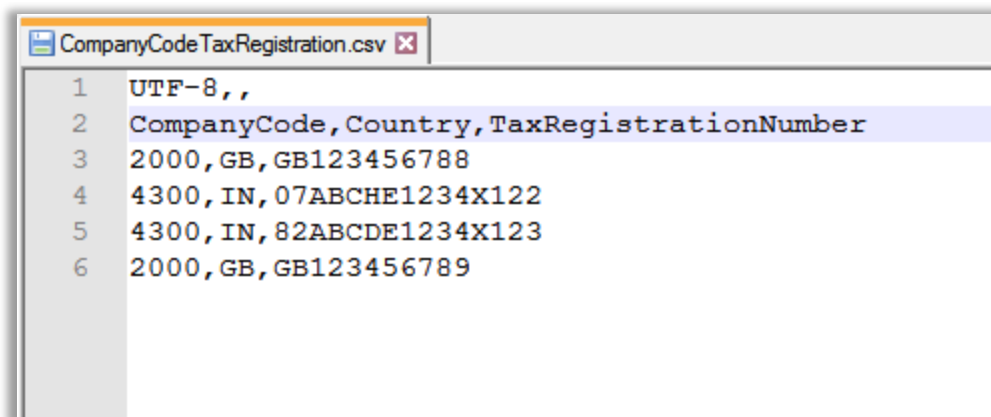 CompanyCodeTaxRegistration.csv
1 UTF-8,,
2 CompanyCode,Country,TaxRegistrationNumber
3 2000,GB,GB123456788
4 4300,IN,07ABCHE1234X122
5 4300,IN,82ABCDE1234X123
6 2000,GB,GB123456789